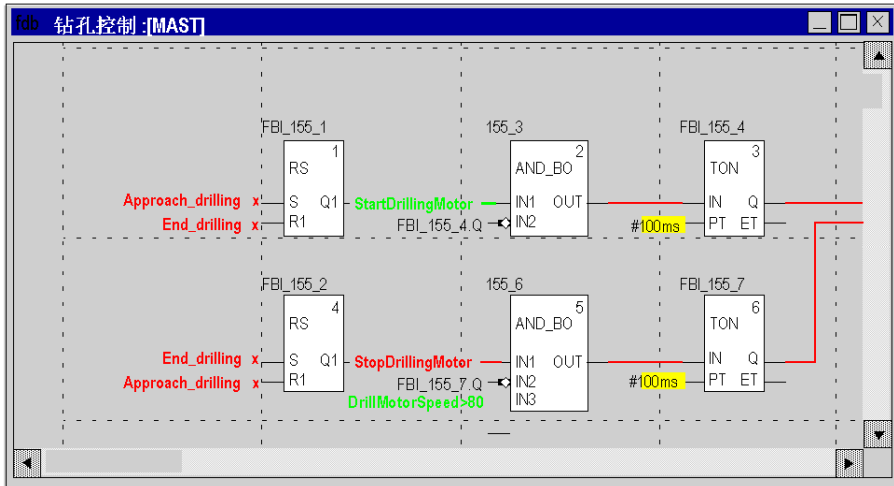 fdb 钻孔控制 :[MAST]
FBI_155_1 155_3 FBI_155_4
1 2 3
RS AND_BO TON
Approach_drilling x S Q1 StartDrillingMotor IN1 OUT IN Q
End_drilling x R1 FBI_155_4.Q IN2 #100ms PT ET
FBI_155_2 155_6 FBI_155_7
4 5 6
RS AND_BO TON
End_drilling x S Q1 StopDrillingMotor IN1 OUT IN Q
Approach_drilling x R1 FBI_155_7.Q IN2 #100ms PT ET
DrillMotorSpeed>80 IN3